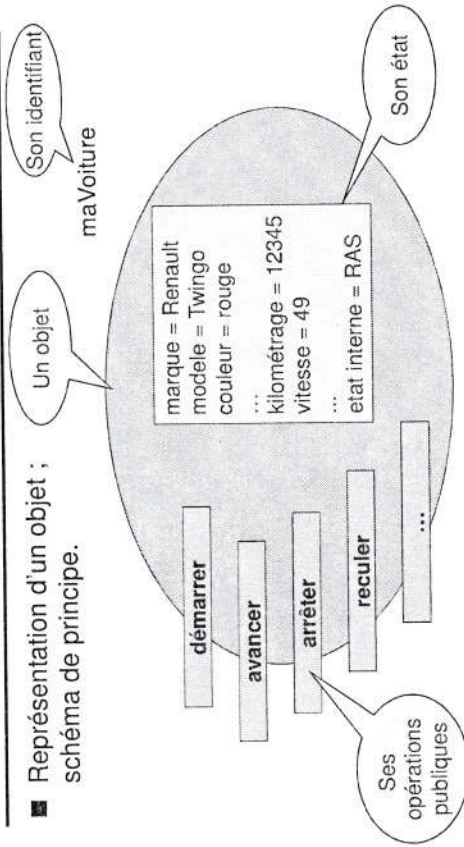 ■ Représentation d'un objet ;
schéma de principe.
Un objet
Son identifiant
maVoiture
démarrer
avancer
arrêter
reculer
...
marque = Renault
modele = Twingo
couleur = rouge
...
kilométrage = 12345
vitesse = 49
...
etat interne = RAS
Ses
opérations
publiques
Son état